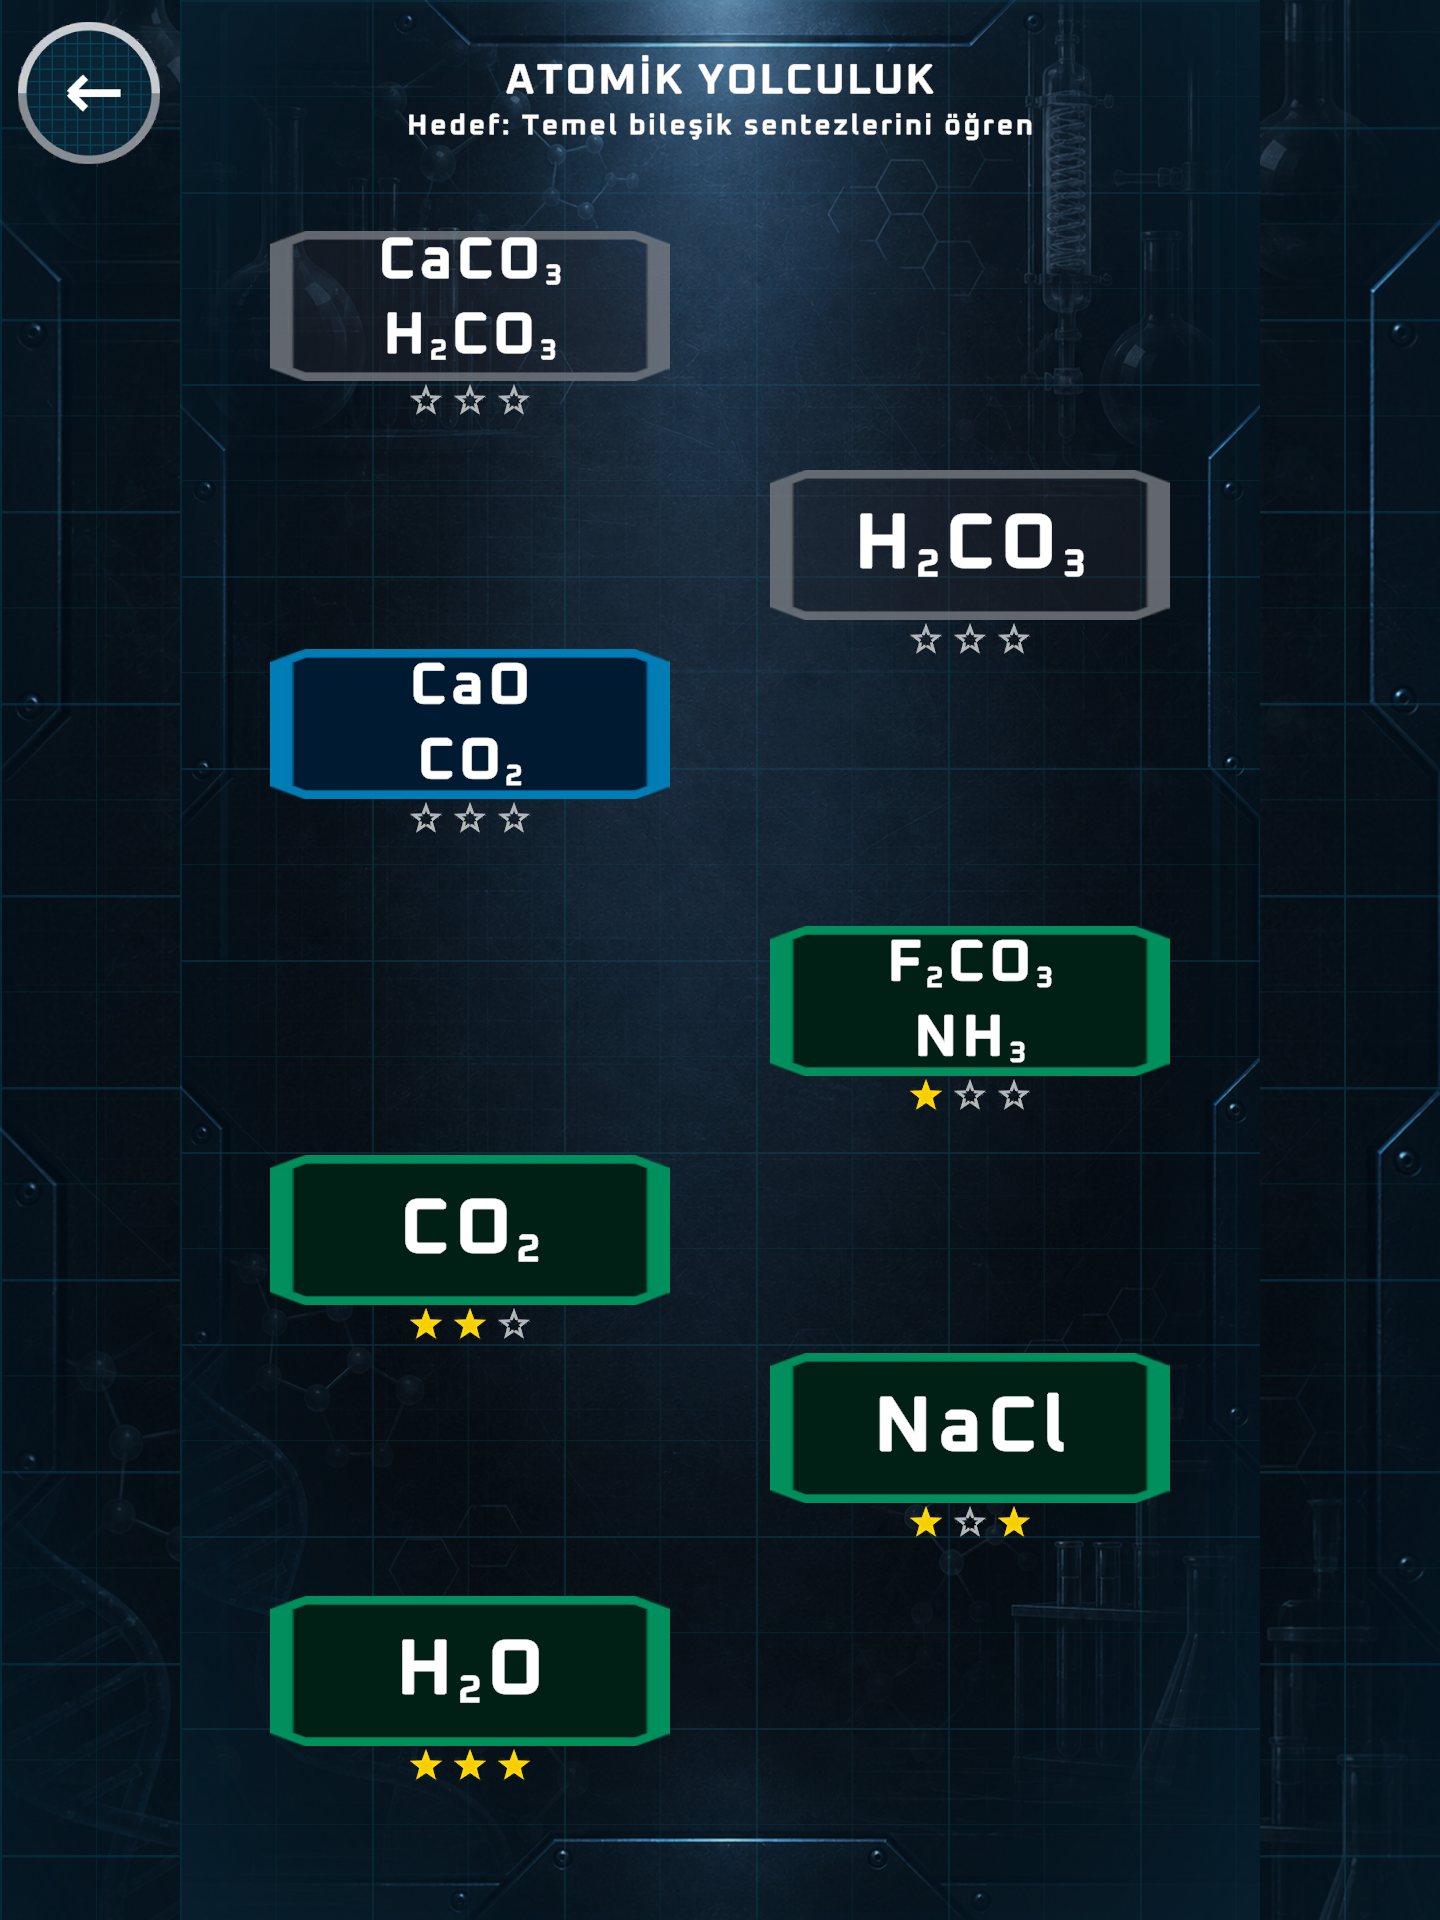 ATOMİK YOLCULUK
Hedef: Temel bileşik sentezlerini öğren
CaCO₃
H₂CO₃
H₂CO₃
CaO
CO₂
F₂CO₃
NH₃
CO₂
NaCl
H₂O